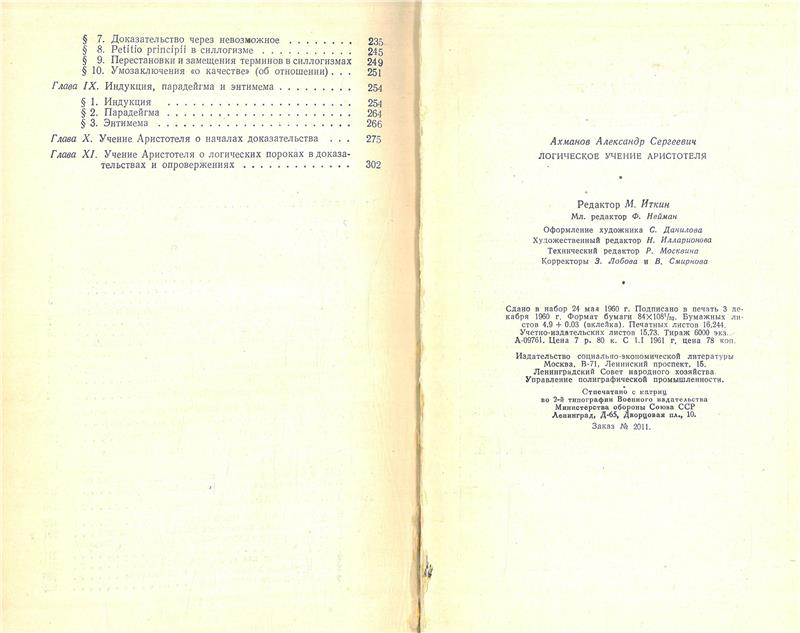 § 7. Доказательство через невозможное . . . . . . . . 235
§ 8. Petitio principii в силлогизме . . . . . . . . . . . 245
§ 9. Перестановки и замещения терминов в силлогизмах 249
§ 10. Умозаключения «о качестве» (об отношении) . . . 251
Глава IX. Индукция, парадейгма и энтимема . . . . . . . . . 254
§ 1. Индукция . . . . . . . . . . . . . . . . . . . . . . 254
§ 2. Парадейгма . . . . . . . . . . . . . . . . . . . . . 264
§ 3. Энтимема . . . . . . . . . . . . . . . . . . . . . . 266
Глава X. Учение Аристотеля о началах доказательства . . . 275
Глава XI. Учение Аристотеля о логических пороках в доказа-
тельствах и опровержениях . . . . . . . . . . . . . 302
Ахманов Александр Сергеевич
ЛОГИЧЕСКОЕ УЧЕНИЕ АРИСТОТЕЛЯ
Редактор М. Иткин
Мл. редактор Ф. Нейман
Оформление художника С. Данилова
Художественный редактор Н. Илларионова
Технический редактор Р. Москвина
Корректоры З. Лобова и В. Смирнова
Сдано в набор 24 мая 1960 г. Подписано в печать 3 де-
кабря 1960 г. Формат бумаги 84×108¹/₃₂. Бумажных ли-
стов 4,9 + 0,03 (вклейка). Печатных листов 16,244.
Учетно-издательских листов 15,73. Тираж 6000 экз.
А-09761. Цена 7 р. 80 к. С 1.I 1961 г. цена 78 коп.
Издательство социально-экономической литературы
Москва, В-71, Ленинский проспект, 15.
Ленинградский Совет народного хозяйства.
Управление полиграфической промышленности.
Отпечатано с матриц
во 2-й типографии Военного издательства
Министерства обороны Союза ССР
Ленинград, Д-65, Дворцовая пл., 10.
Заказ № 2011.